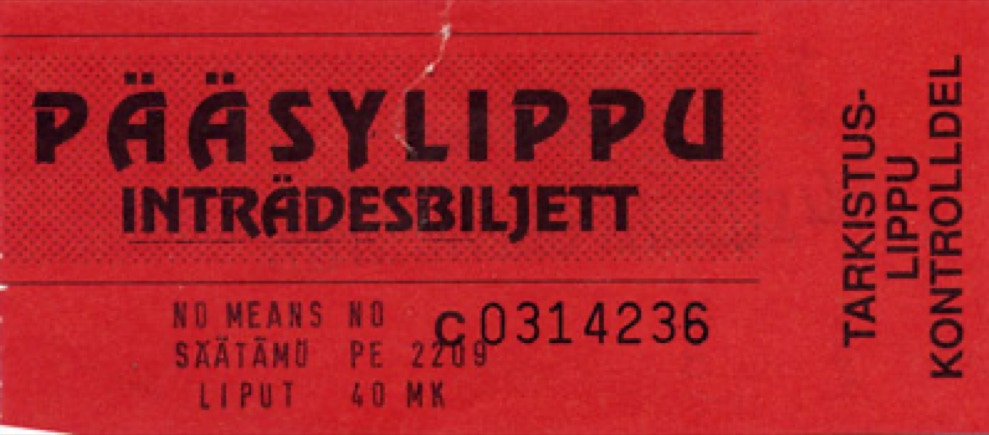 PÄÄSYLIPPU
INTRÄDESBILJETT
NO MEANS NO
C0314236
SÄÄTÄMÖ PE 2209
LIPUT 40 MK
TARKISTUS-
LIPPU
KONTROLLDEL